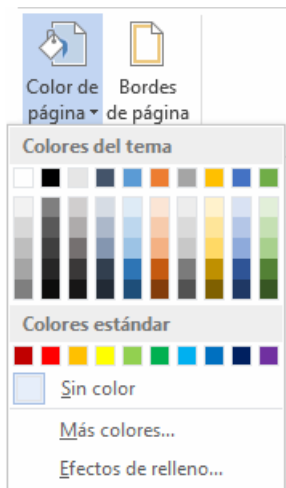 Color de Bordes
página de página
Colores del tema
Colores estándar
Sin color
Más colores...
Efectos de relleno...